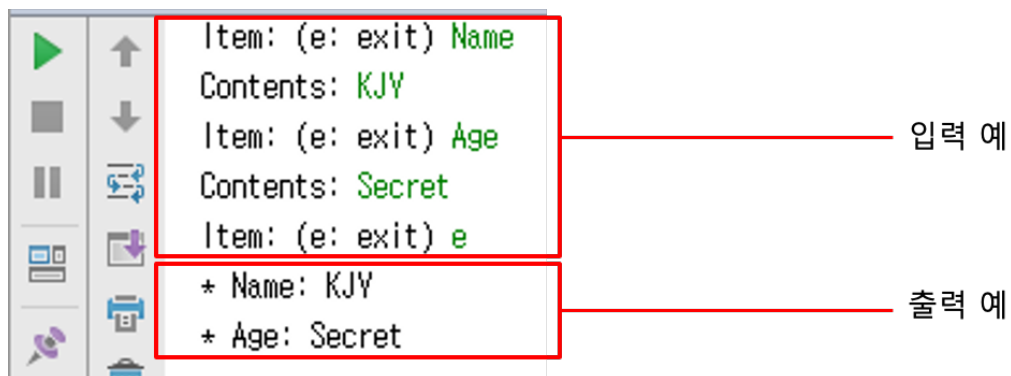 Item: (e: exit) Name
Contents: KJY
Item: (e: exit) Age
Contents: Secret
Item: (e: exit) e
입력 예
* Name: KJY
* Age: Secret
출력 예